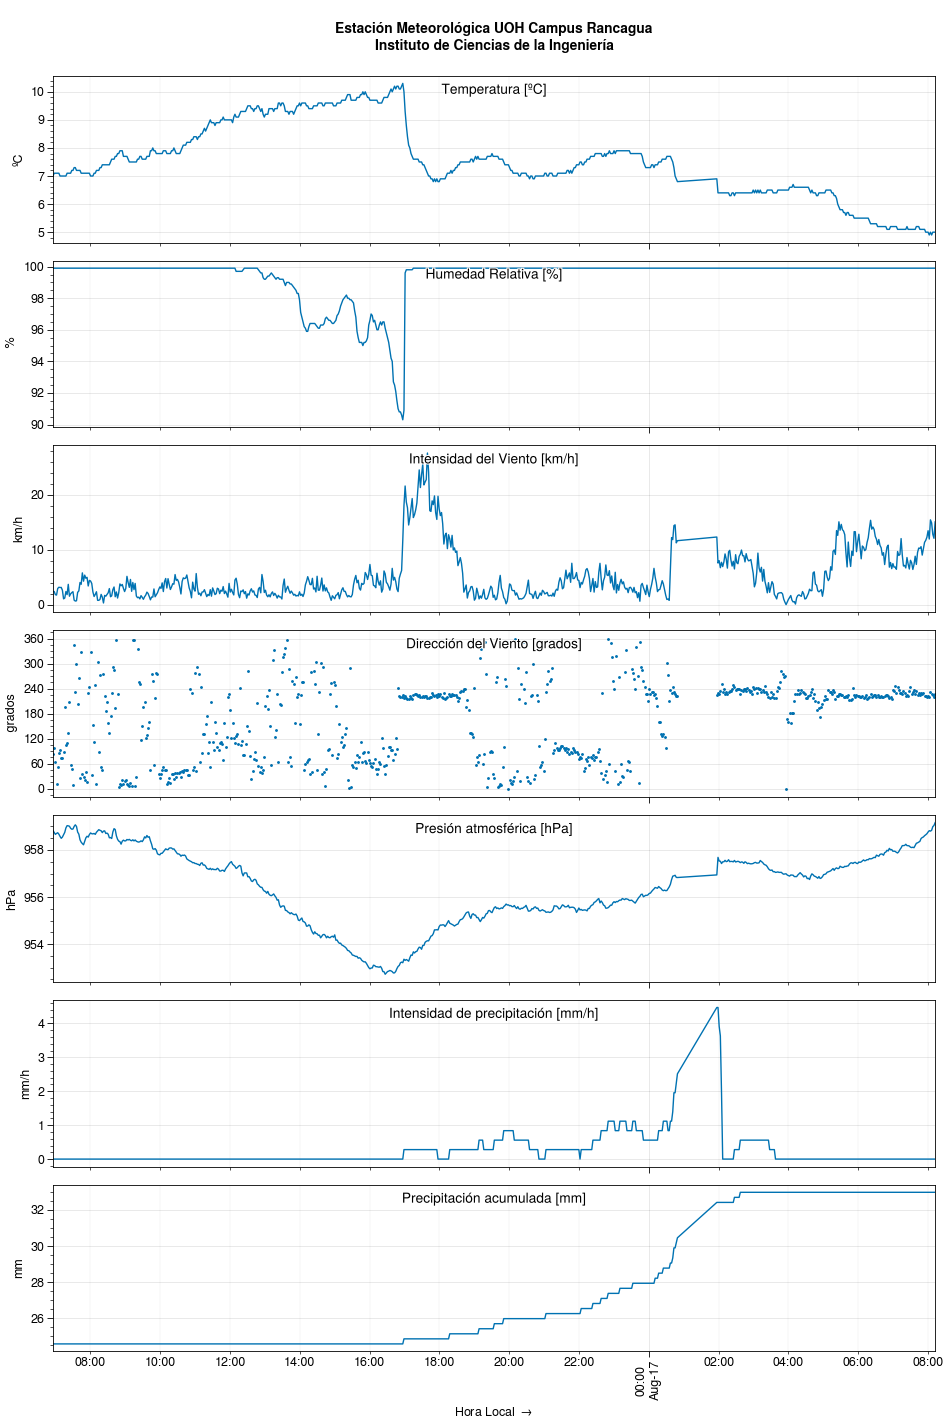 Estación Meteorológica UOH Campus Rancagua
Instituto de Ciencias de la Ingeniería
Temperatura [ºC]
ºC
10
9
8
7
6
5
Humedad Relativa [%]
%
100
98
96
94
92
90
Intensidad del Viento [km/h]
km/h
20
10
0
Dirección del Viento [grados]
grados
360
300
240
180
120
60
0
Presión atmosférica [hPa]
hPa
958
956
954
Intensidad de precipitación [mm/h]
mm/h
4
3
2
1
0
Precipitación acumulada [mm]
mm
32
30
28
26
08:00 10:00 12:00 14:00 16:00 18:00 20:00 22:00 00:00 02:00 04:00 06:00 08:00
Aug-17
Hora Local →